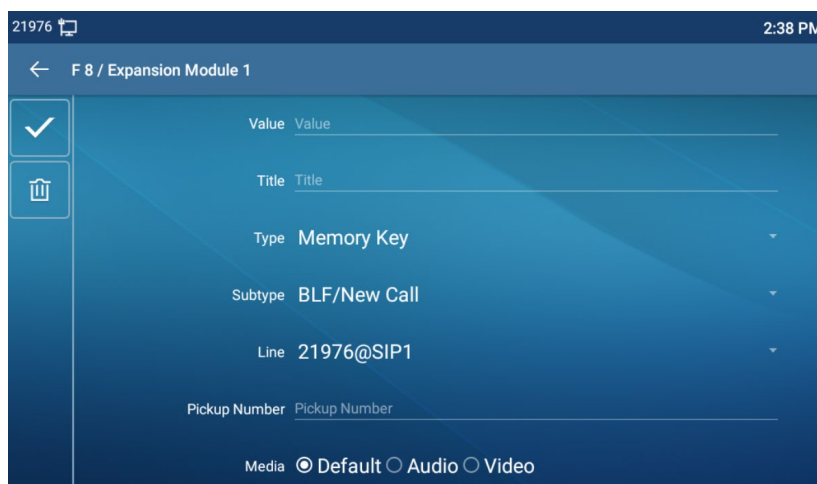 21976 2:38 PM
F 8 / Expansion Module 1
Value Value
Title Title
Type Memory Key
Subtype BLF/New Call
Line 21976@SIP1
Pickup Number Pickup Number
Media Default Audio Video